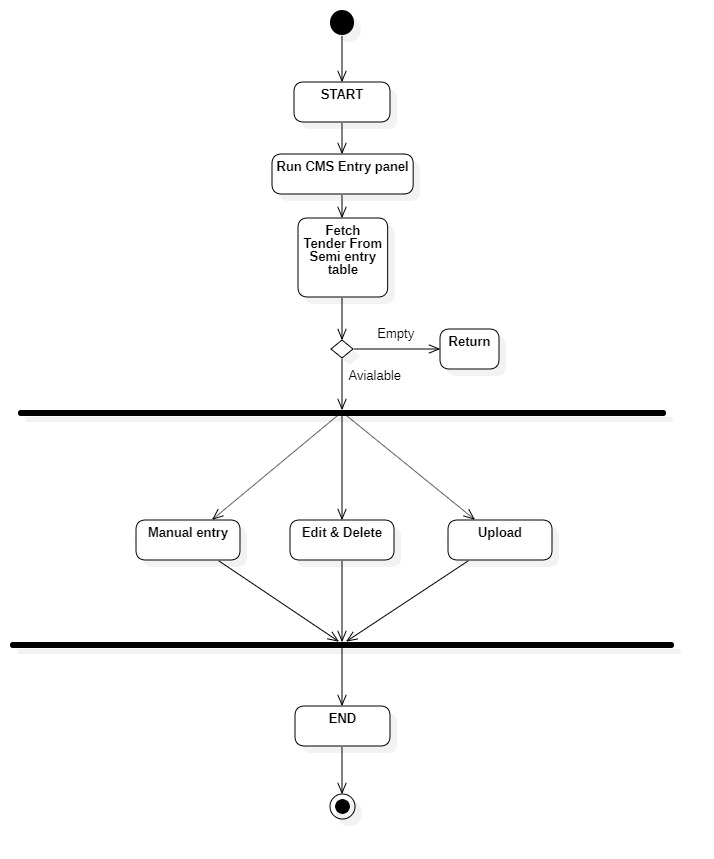 START
Run CMS Entry panel
Fetch
Tender From
Semi entry
table
Empty
Return
Avialable
Manual entry
Edit & Delete
Upload
END